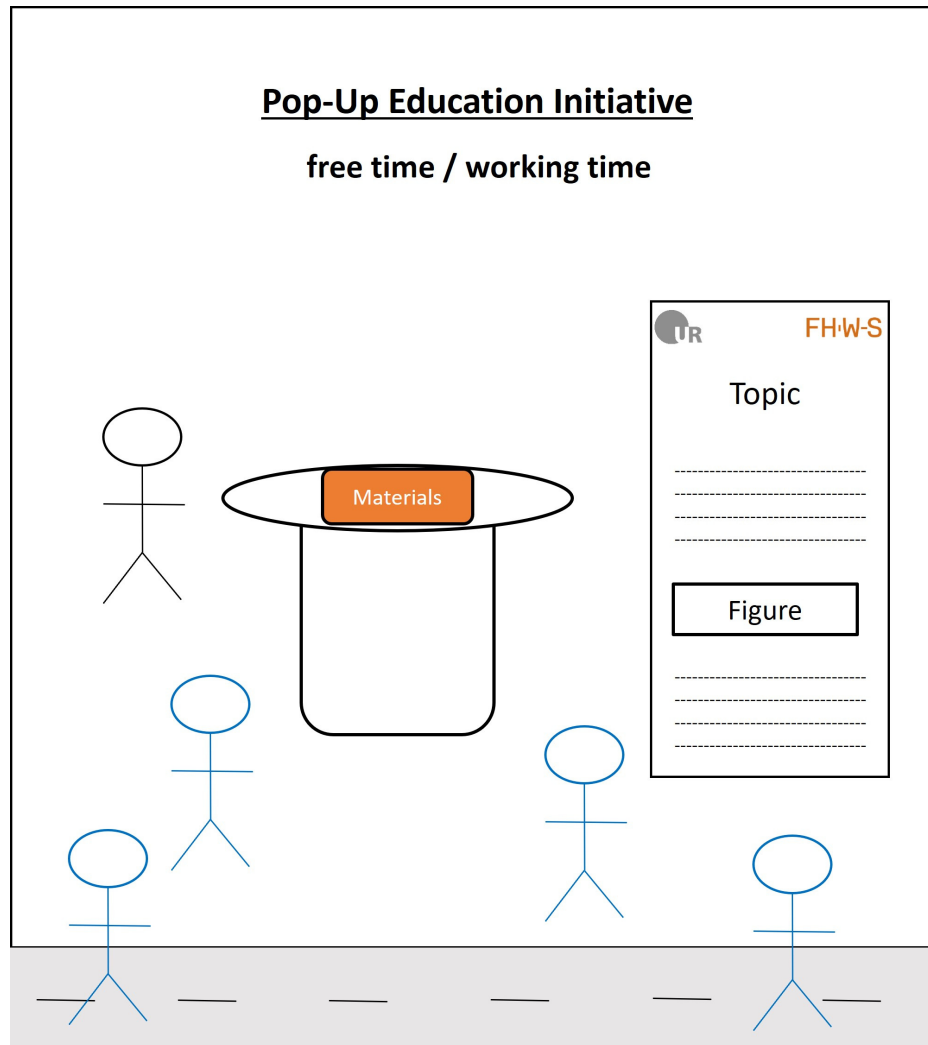 Pop-Up Education Initiative
free time / working time
UR
FH·W-S
Topic
Materials
Figure